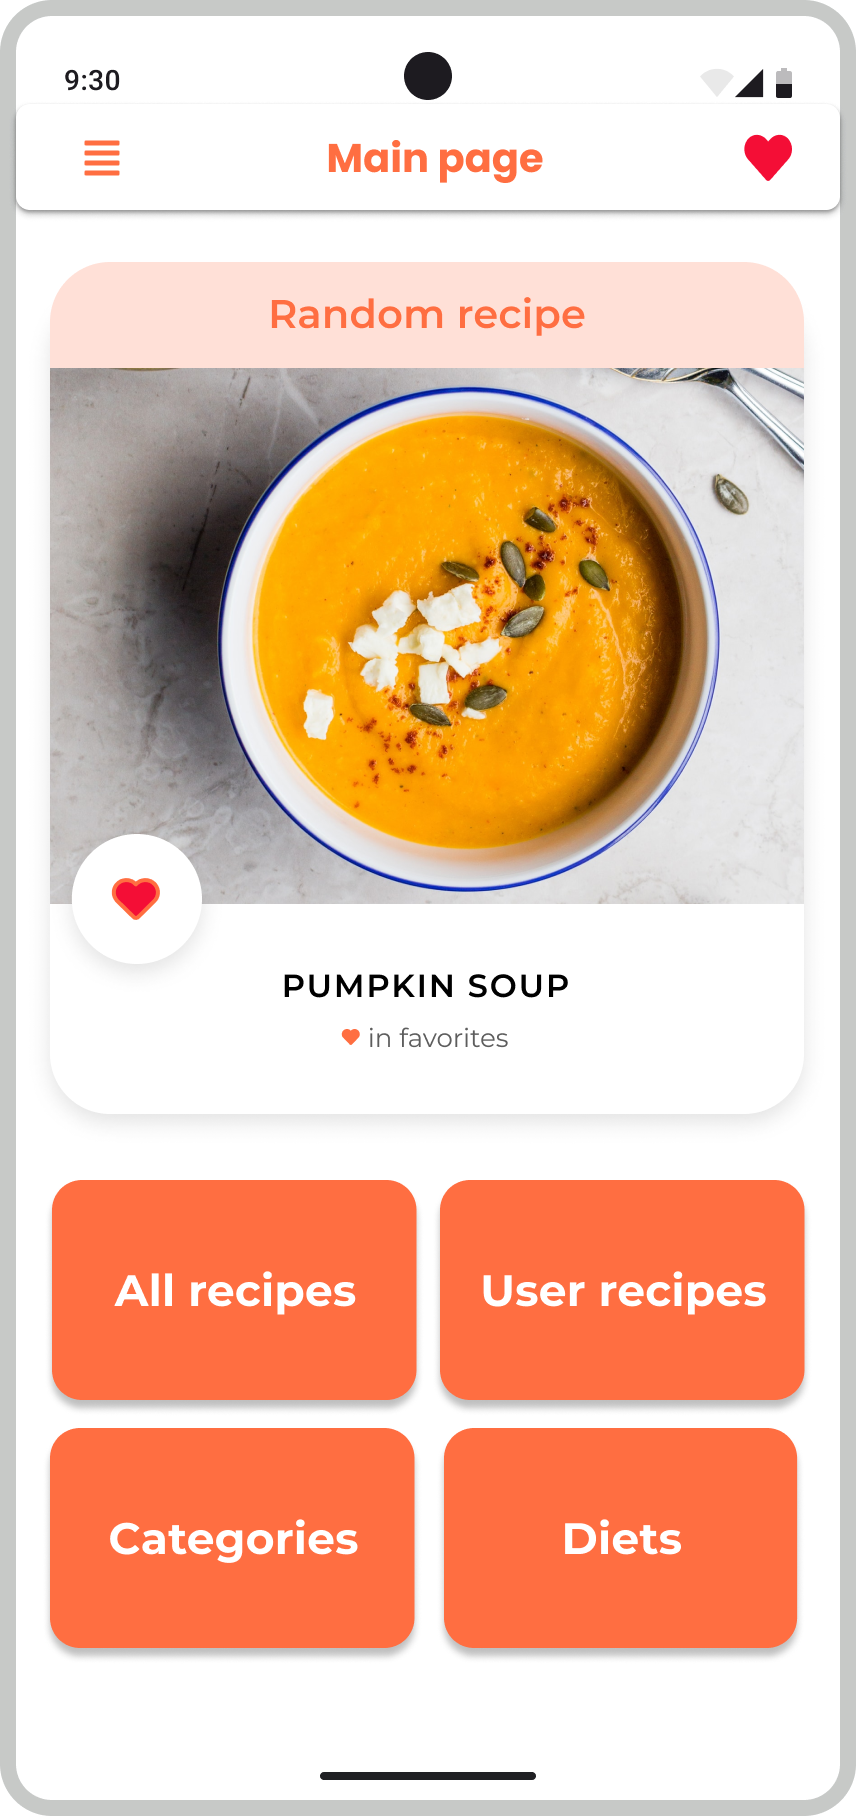 9:30
Main page
Random recipe
PUMPKIN SOUP
in favorites
All recipes
User recipes
Categories
Diets